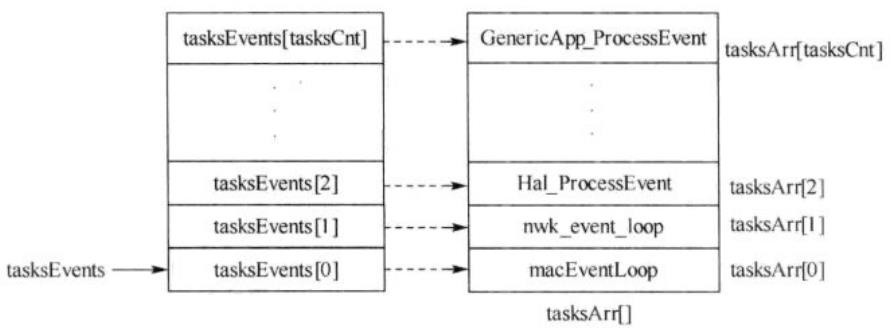 tasksEvents[tasksCnt] GenericApp_ProcessEvent tasksArr[tasksCnt]
tasksEvents[2] Hal_ProcessEvent tasksArr[2]
tasksEvents[1] nwk_event_loop tasksArr[1]
tasksEvents tasksEvents[0] macEventLoop tasksArr[0]
tasksArr[]